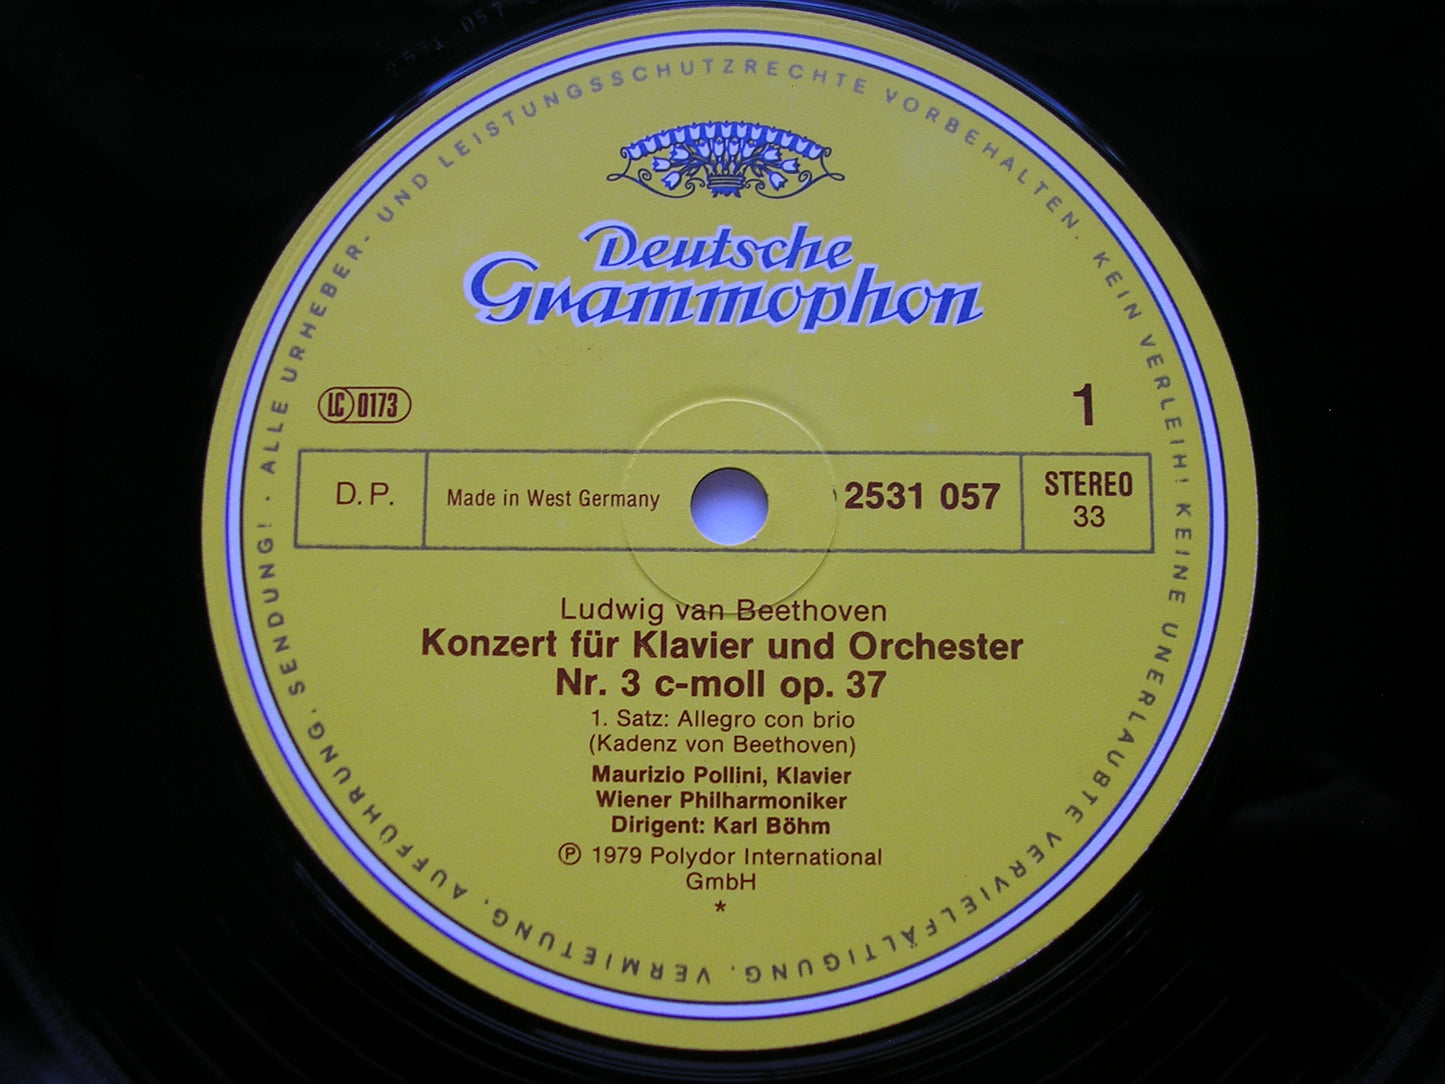 ALLE URHEBER- UND LEISTUNGSSCHUTZRECHTE VORBEHALTEN. KEIN VERLEIH! KEINE UNERLAUBTE VERVIELFÄLTIGUNG, VERMIETUNG, AUFFÜHRUNG, SENDUNG!
Deutsche
Grammophon
LC 0173
1
D.P.
Made in West Germany
2531 057
STEREO
33
Ludwig van Beethoven
Konzert für Klavier und Orchester
Nr. 3 c-moll op. 37
1. Satz: Allegro con brio
(Kadenz von Beethoven)
Maurizio Pollini, Klavier
Wiener Philharmoniker
Dirigent: Karl Böhm
℗ 1979 Polydor International
GmbH
*